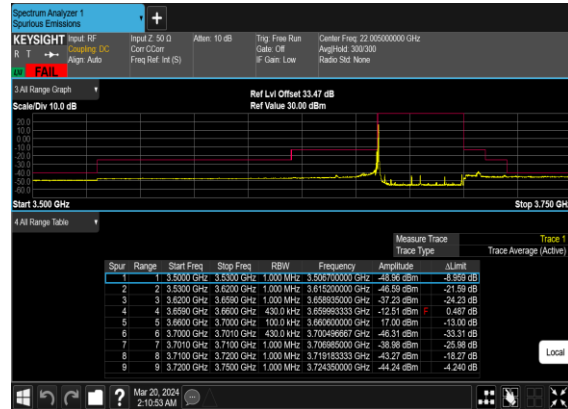 Spectrum Analyzer 1
Spurious Emissions
+
KEYSIGHT Input: RF Input Z: 50 Ω Atten: 10 dB Trig: Free Run Center Freq: 22.005000000 GHz
R T Coupling: DC Corr CCorr Gate: Off Avg|Hold: 300/300
Align: Auto Freq Ref: Int (S) IF Gain: Low Radio Std: None
LW FAIL
3 All Range Graph
Ref Lvl Offset 33.47 dB
Scale/Div 10.0 dB Ref Value 30.00 dBm
20.0
10.0
0.00
-10.0
-20.0
-30.0
-40.0
-50.0
-60.0
Start 3.500 GHz Stop 3.750 GHz
4 All Range Table
Measure Trace Trace 1
Trace Type Trace Average (Active)
Spur Range Start Freq Stop Freq RBW Frequency Amplitude ΔLimit
1 1 3.5000 GHz 3.5300 GHz 1.000 MHz 3.506700000 GHz -48.96 dBm -8.959 dB
2 2 3.5300 GHz 3.6200 GHz 1.000 MHz 3.615200000 GHz -46.59 dBm -21.59 dB
3 3 3.6200 GHz 3.6590 GHz 1.000 MHz 3.658935000 GHz -37.23 dBm -24.23 dB
4 4 3.6590 GHz 3.6600 GHz 430.0 kHz 3.659993333 GHz -12.51 dBm F 0.487 dB
5 5 3.6600 GHz 3.7000 GHz 100.0 kHz 3.660600000 GHz 17.00 dBm -13.00 dB
6 6 3.7000 GHz 3.7010 GHz 430.0 kHz 3.700496667 GHz -46.31 dBm -33.31 dB
7 7 3.7010 GHz 3.7100 GHz 1.000 MHz 3.706985000 GHz -38.98 dBm -25.98 dB
8 8 3.7100 GHz 3.7200 GHz 1.000 MHz 3.719183333 GHz -43.27 dBm -18.27 dB
9 9 3.7200 GHz 3.7500 GHz 1.000 MHz 3.724350000 GHz -44.24 dBm -4.240 dB
Local
? Mar 20, 2024
2:10:53 AM